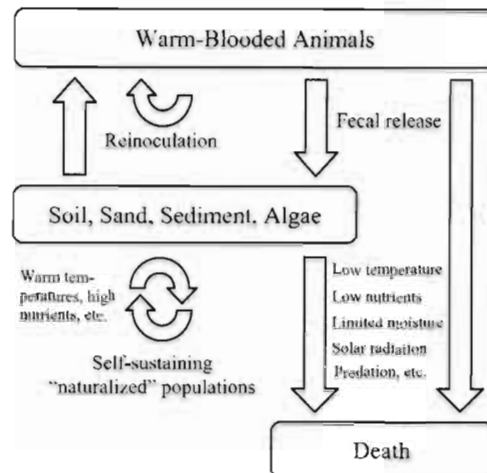 Warm-Blooded Animals
Reinoculation
Fecal release
Soil, Sand, Sediment, Algae
Warm tem-
peratures, high
nutrients, etc.
Self-sustaining
"naturalized" populations
Low temperature
Low nutrients
Limited moisture
Solar radiation
Predation, etc.
Death